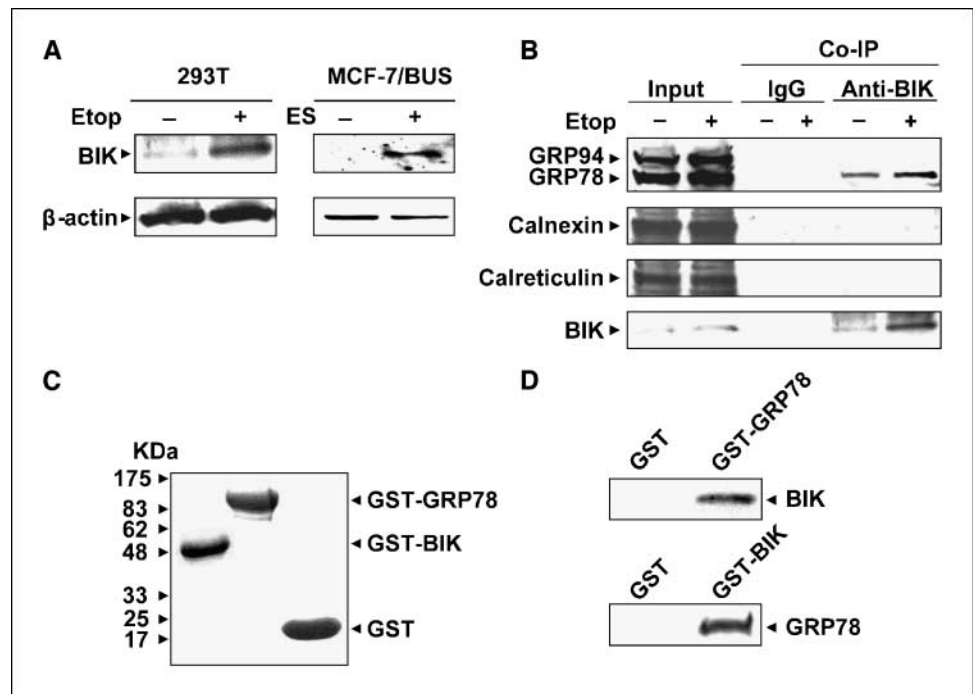 A
293T
MCF-7/BUS
Etop – +
ES – +
BIK
β-actin
B
Co-IP
Input IgG Anti-BIK
Etop – + – + – +
GRP94
GRP78
Calnexin
Calreticulin
BIK
C
KDa
175
83
62
48
33
25
17
GST-GRP78
GST-BIK
GST
D
GST GST-GRP78
BIK
GST GST-BIK
GRP78